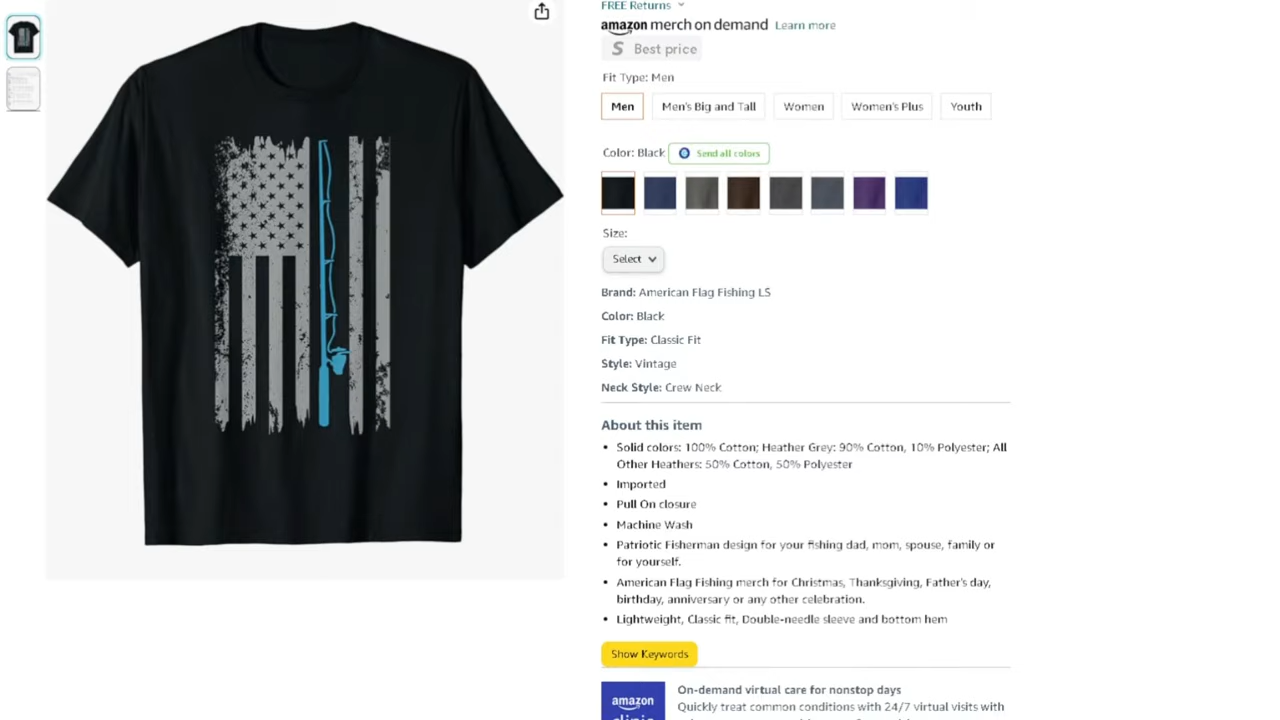 FREE Returns
amazon merch on demand Learn more
S Best price
Fit Type: Men
Men Men's Big and Tall Women Women's Plus Youth
Color: Black Send all colors
Size:
Select
Brand: American Flag Fishing LS
Color: Black
Fit Type: Classic Fit
Style: Vintage
Neck Style: Crew Neck
About this item
• Solid colors: 100% Cotton; Heather Grey: 90% Cotton, 10% Polyester; All
Other Heathers: 50% Cotton, 50% Polyester
• Imported
• Pull On closure
• Machine Wash
• Patriotic Fisherman design for your fishing dad, mom, spouse, family or
for yourself.
• American Flag Fishing merch for Christmas, Thanksgiving, Father's day,
birthday, anniversary or any other celebration.
• Lightweight, Classic fit, Double-needle sleeve and bottom hem
Show Keywords
amazon
clinic
On-demand virtual care for nonstop days
Quickly treat common conditions with 24/7 virtual visits with